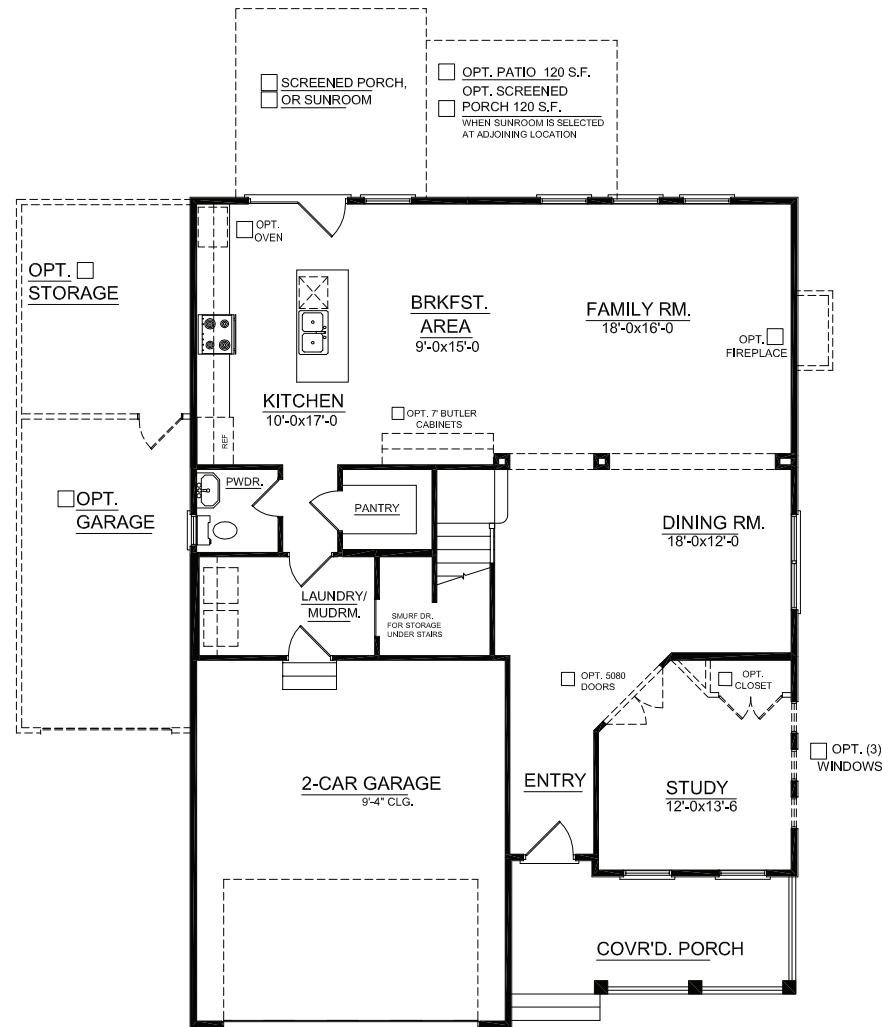 SCREENED PORCH,
OR SUNROOM
OPT. PATIO 120 S.F.
OPT. SCREENED
PORCH 120 S.F.
WHEN SUNROOM IS SELECTED
AT ADJOINING LOCATION
OPT.
OVEN
OPT.
STORAGE
BRKFST.
AREA
9'-0x15'-0
FAMILY RM.
18'-0x16'-0
OPT.
FIREPLACE
KITCHEN
10'-0x17'-0
OPT. 7' BUTLER
CABINETS
REF
PWDR.
PANTRY
OPT.
GARAGE
DINING RM.
18'-0x12'-0
LAUNDRY/
MUDRM.
SMURF DR.
FOR STORAGE
UNDER STAIRS
OPT. 5080
DOORS
OPT.
CLOSET
OPT. (3)
WINDOWS
2-CAR GARAGE
9'-4" CLG.
ENTRY
STUDY
12'-0x13'-6
COVR'D. PORCH